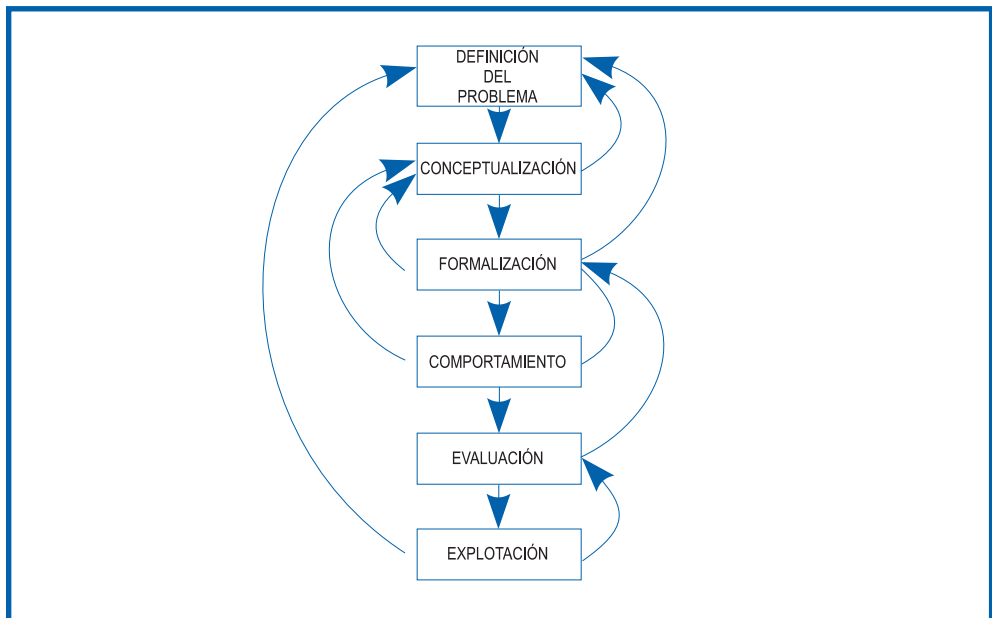 DEFINICIÓN
DEL
PROBLEMA
CONCEPTUALIZACIÓN
FORMALIZACIÓN
COMPORTAMIENTO
EVALUACIÓN
EXPLOTACIÓN